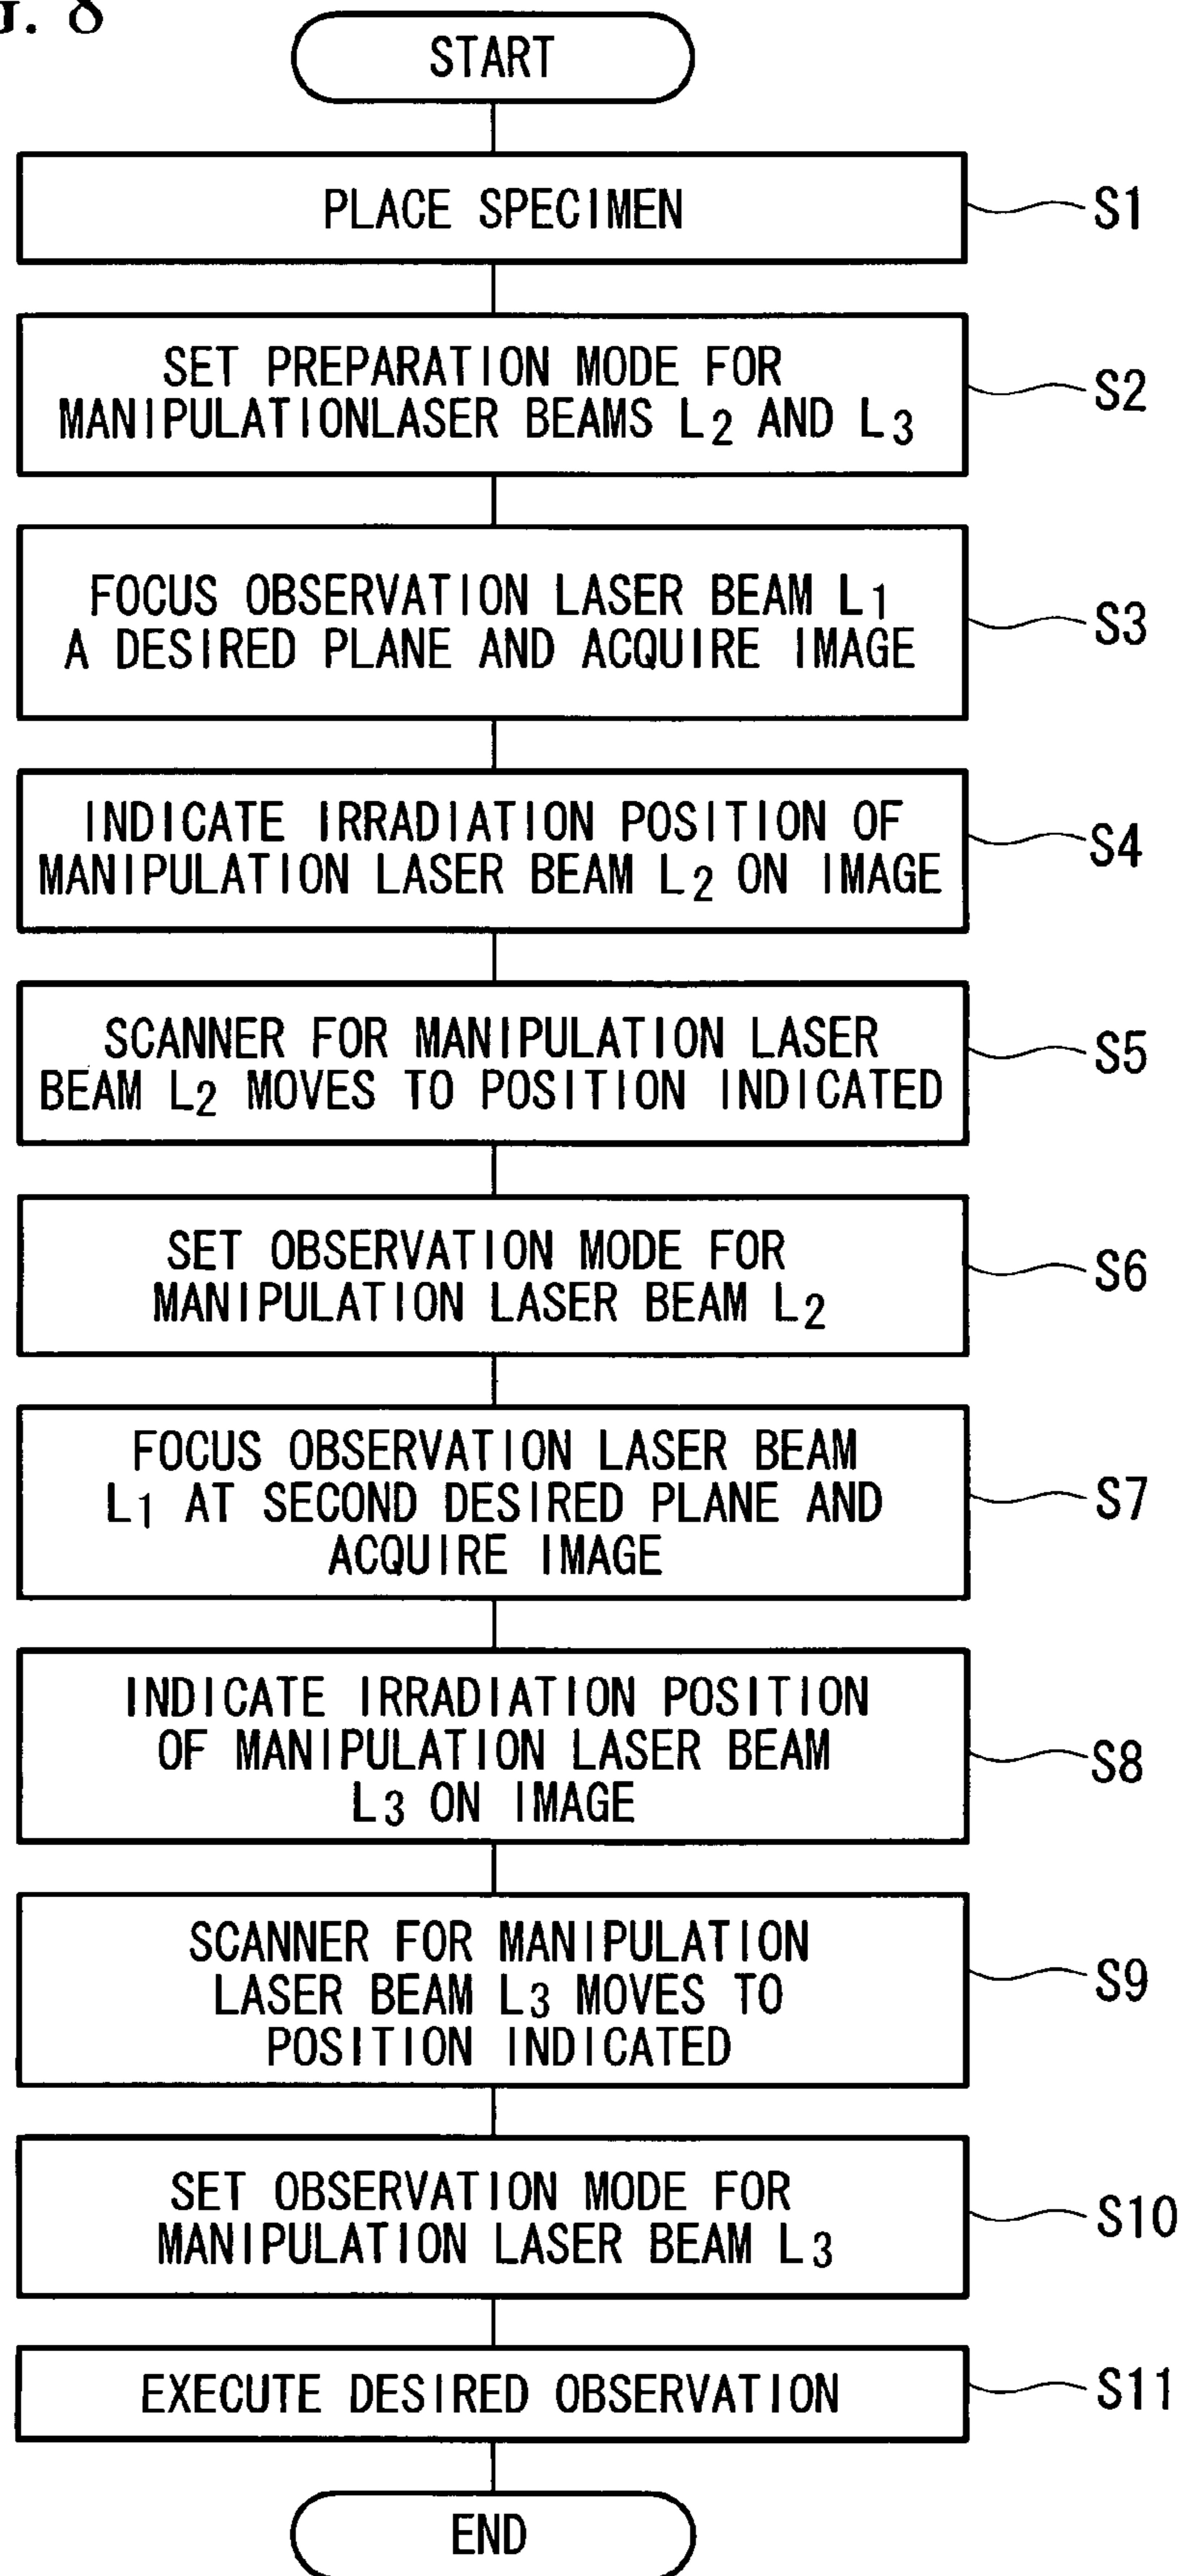 G. 8
START
PLACE SPECIMEN
S1
SET PREPARATION MODE FOR
MANIPULATIONLASER BEAMS L2 AND L3
S2
FOCUS OBSERVATION LASER BEAM L1
A DESIRED PLANE AND ACQUIRE IMAGE
S3
INDICATE IRRADIATION POSITION OF
MANIPULATION LASER BEAM L2 ON IMAGE
S4
SCANNER FOR MANIPULATION LASER
BEAM L2 MOVES TO POSITION INDICATED
S5
SET OBSERVATION MODE FOR
MANIPULATION LASER BEAM L2
S6
FOCUS OBSERVATION LASER BEAM
L1 AT SECOND DESIRED PLANE AND
ACQUIRE IMAGE
S7
INDICATE IRRADIATION POSITION
OF MANIPULATION LASER BEAM
L3 ON IMAGE
S8
SCANNER FOR MANIPULATION
LASER BEAM L3 MOVES TO
POSITION INDICATED
S9
SET OBSERVATION MODE FOR
MANIPULATION LASER BEAM L3
S10
EXECUTE DESIRED OBSERVATION
S11
END